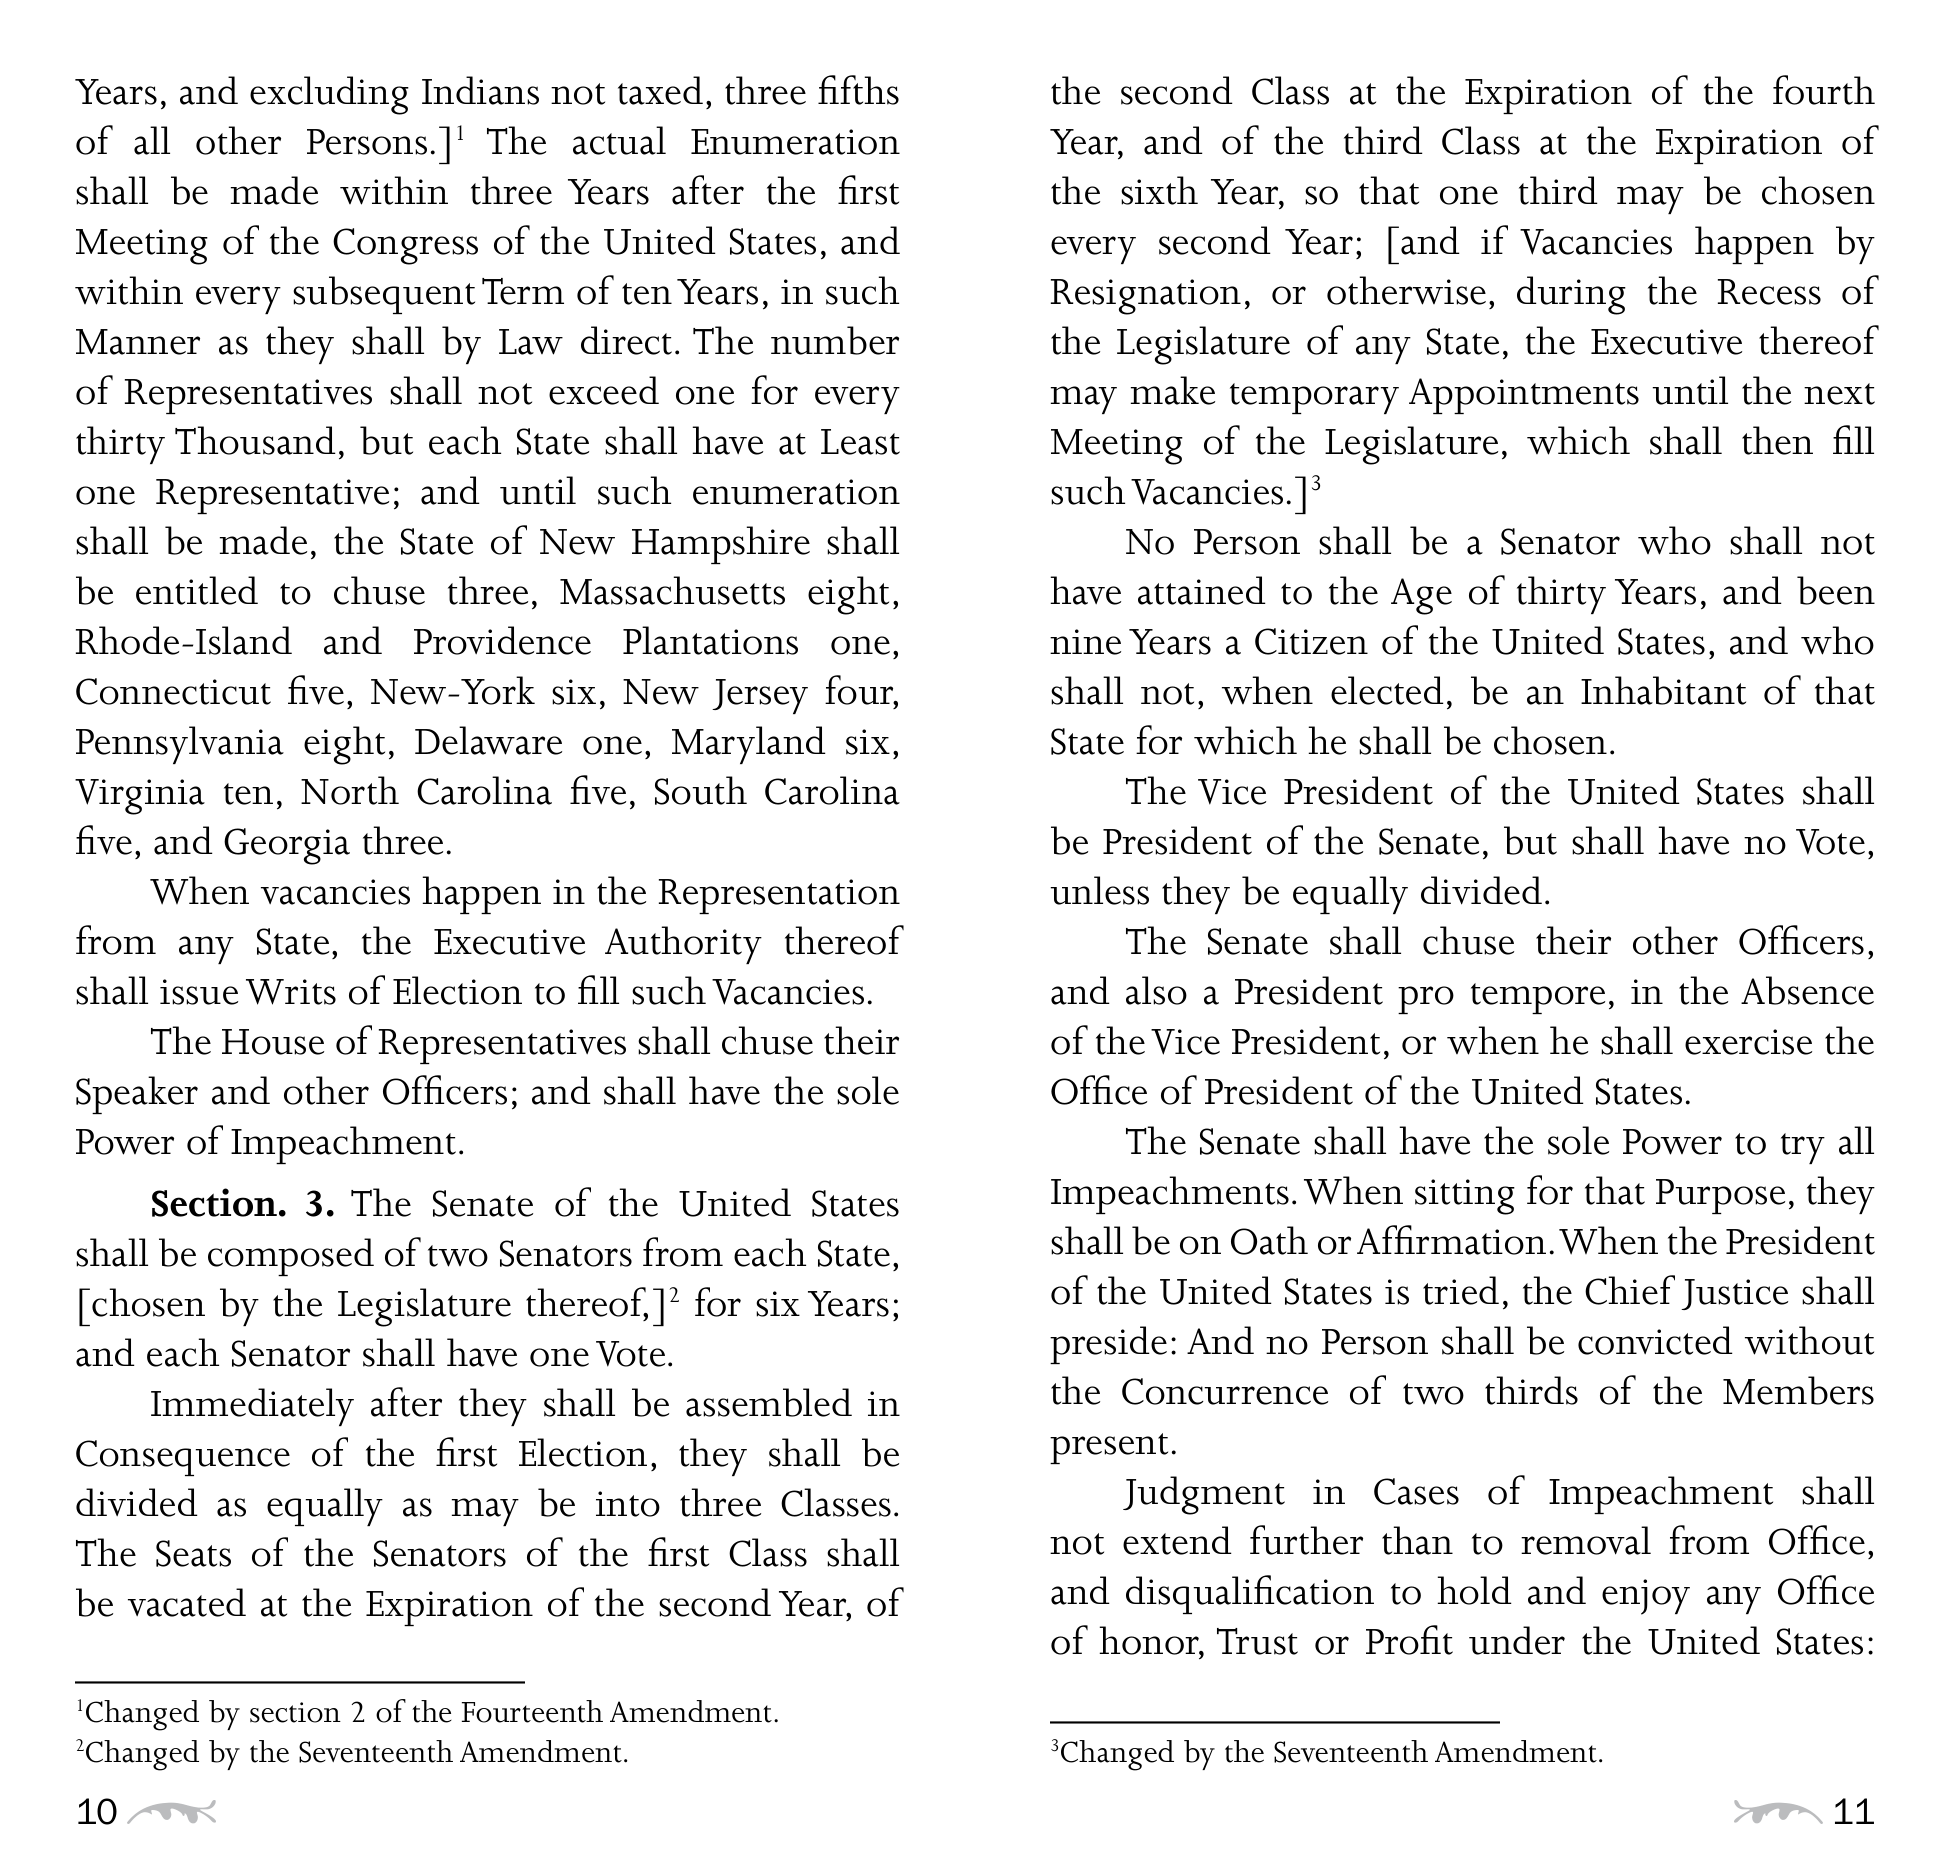 Years, and excluding Indians not taxed, three fifths
of all other Persons.]1 The actual Enumeration
shall be made within three Years after the first
Meeting of the Congress of the United States, and
within every subsequent Term of ten Years, in such
Manner as they shall by Law direct. The number
of Representatives shall not exceed one for every
thirty Thousand, but each State shall have at Least
one Representative; and until such enumeration
shall be made, the State of New Hampshire shall
be entitled to chuse three, Massachusetts eight,
Rhode-Island and Providence Plantations one,
Connecticut five, New-York six, New Jersey four,
Pennsylvania eight, Delaware one, Maryland six,
Virginia ten, North Carolina five, South Carolina
five, and Georgia three.
When vacancies happen in the Representation
from any State, the Executive Authority thereof
shall issue Writs of Election to fill such Vacancies.
The House of Representatives shall chuse their
Speaker and other Officers; and shall have the sole
Power of Impeachment.
Section. 3. The Senate of the United States
shall be composed of two Senators from each State,
[chosen by the Legislature thereof,]2 for six Years;
and each Senator shall have one Vote.
Immediately after they shall be assembled in
Consequence of the first Election, they shall be
divided as equally as may be into three Classes.
The Seats of the Senators of the first Class shall
be vacated at the Expiration of the second Year, of
1Changed by section 2 of the Fourteenth Amendment.
2Changed by the Seventeenth Amendment.
10
the second Class at the Expiration of the fourth
Year, and of the third Class at the Expiration of
the sixth Year, so that one third may be chosen
every second Year; [and if Vacancies happen by
Resignation, or otherwise, during the Recess of
the Legislature of any State, the Executive thereof
may make temporary Appointments until the next
Meeting of the Legislature, which shall then fill
such Vacancies.]3
No Person shall be a Senator who shall not
have attained to the Age of thirty Years, and been
nine Years a Citizen of the United States, and who
shall not, when elected, be an Inhabitant of that
State for which he shall be chosen.
The Vice President of the United States shall
be President of the Senate, but shall have no Vote,
unless they be equally divided.
The Senate shall chuse their other Officers,
and also a President pro tempore, in the Absence
of the Vice President, or when he shall exercise the
Office of President of the United States.
The Senate shall have the sole Power to try all
Impeachments. When sitting for that Purpose, they
shall be on Oath or Affirmation. When the President
of the United States is tried, the Chief Justice shall
preside: And no Person shall be convicted without
the Concurrence of two thirds of the Members
present.
Judgment in Cases of Impeachment shall
not extend further than to removal from Office,
and disqualification to hold and enjoy any Office
of honor, Trust or Profit under the United States:
3Changed by the Seventeenth Amendment.
11